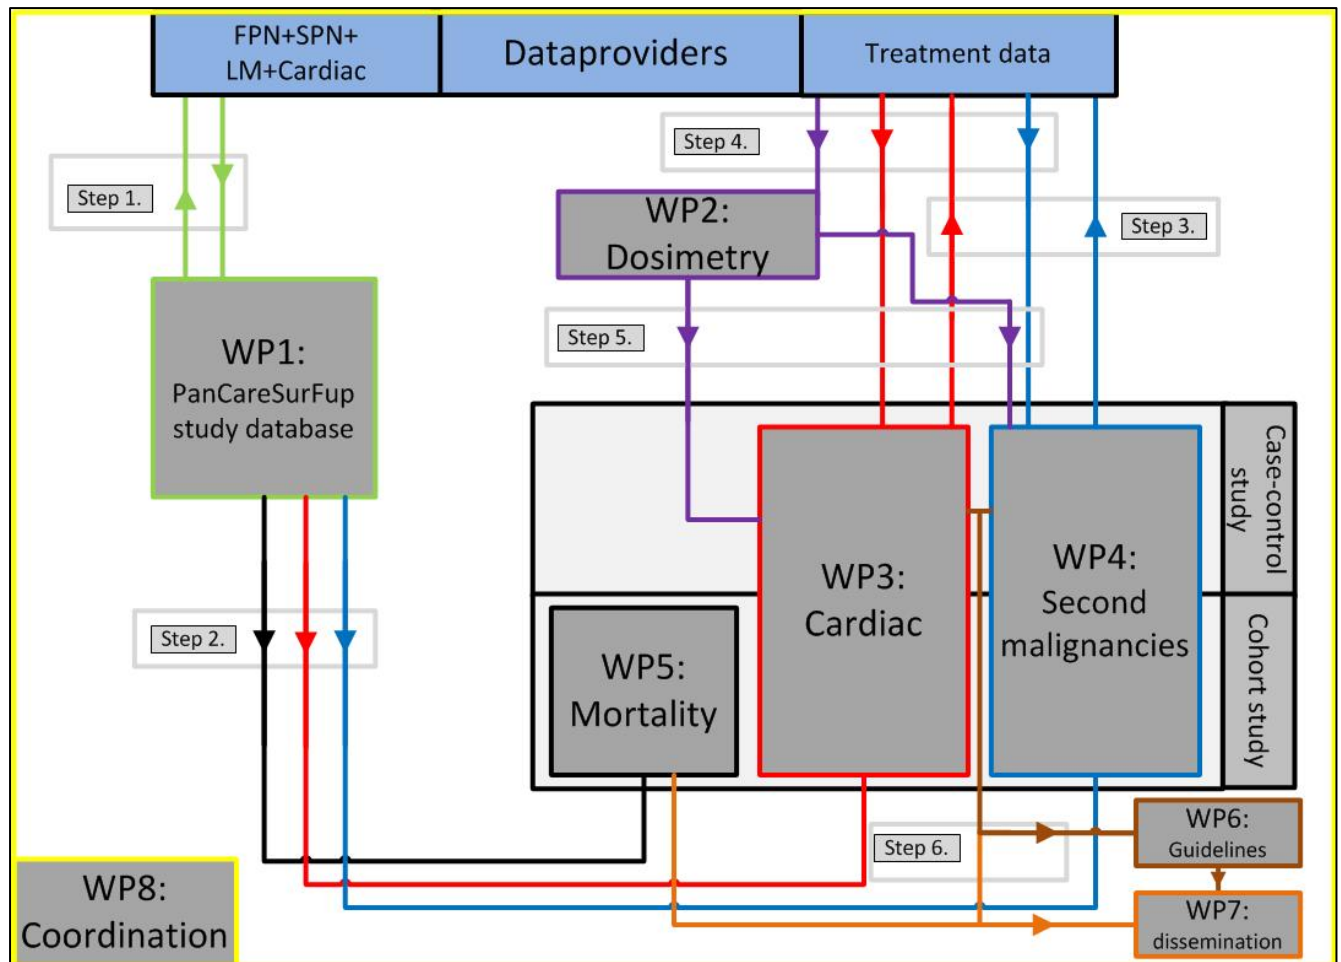 FPN+SPN+
LM+Cardiac
Dataproviders
Treatment data
Step 4.
Step 1.
WP2:
Dosimetry
Step 3.
Step 5.
WP1:
PanCareSurFup
study database
Case-control
study
WP3:
Cardiac
WP4:
Second
malignancies
Step 2.
WP5:
Mortality
Cohort study
Step 6.
WP6:
Guidelines
WP8:
Coordination
WP7:
dissemination